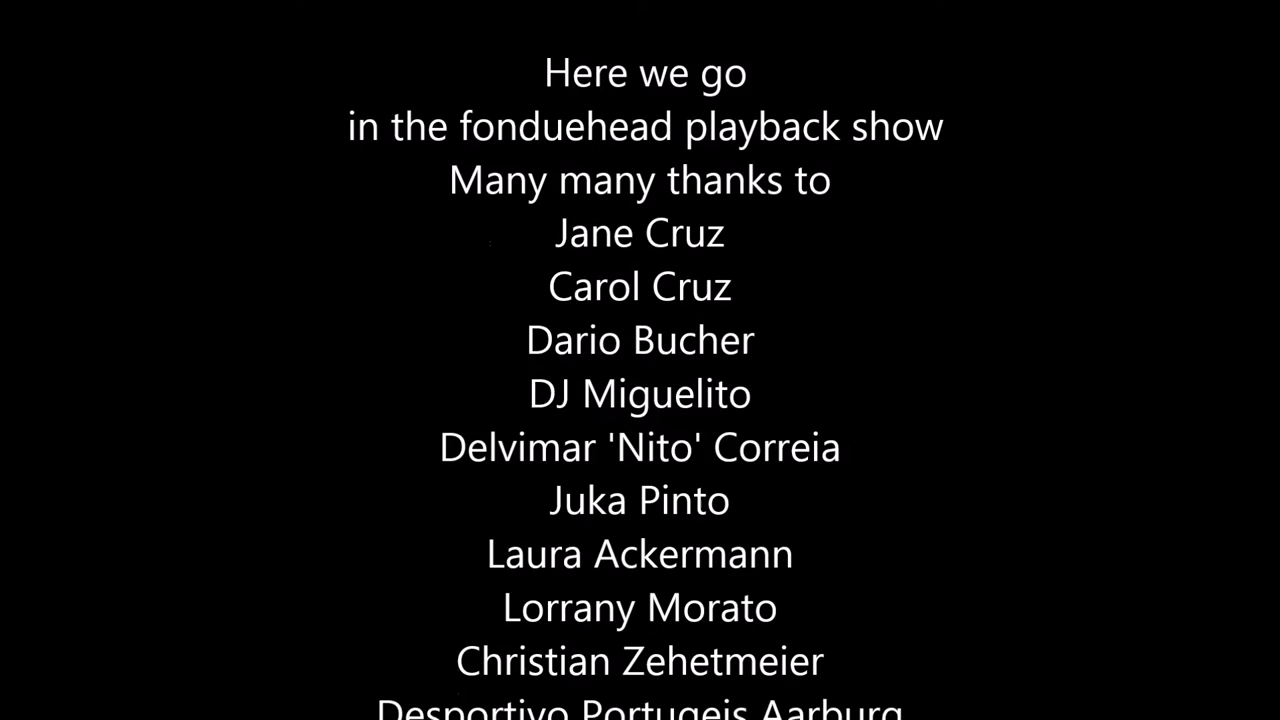 Here we go
in the fonduehead playback show
Many many thanks to
Jane Cruz
Carol Cruz
Dario Bucher
DJ Miguelito
Delvimar 'Nito' Correia
Juka Pinto
Laura Ackermann
Lorrany Morato
Christian Zehetmeier
Desportivo Portugeis Aarburg